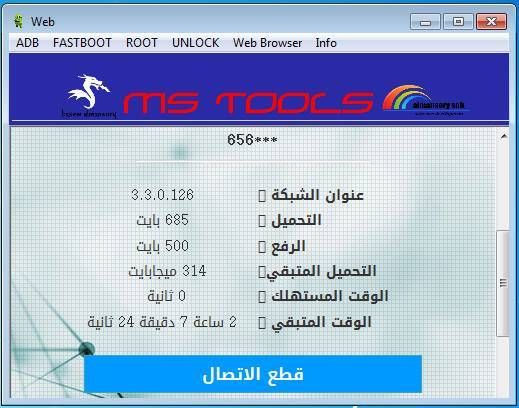 Web
ADB FASTBOOT ROOT UNLOCK Web Browser Info
MS TOOLS
656***
عنوان الشبكة 3.3.0.126
التحميل 685 بايت
الرفع 500 بايت
التحميل المتبقي 314 ميجابايت
الوقت المستهلك 0 ثانية
الوقت المتبقي 2 ساعة 7 دقيقة 24 ثانية
قطع الاتصال